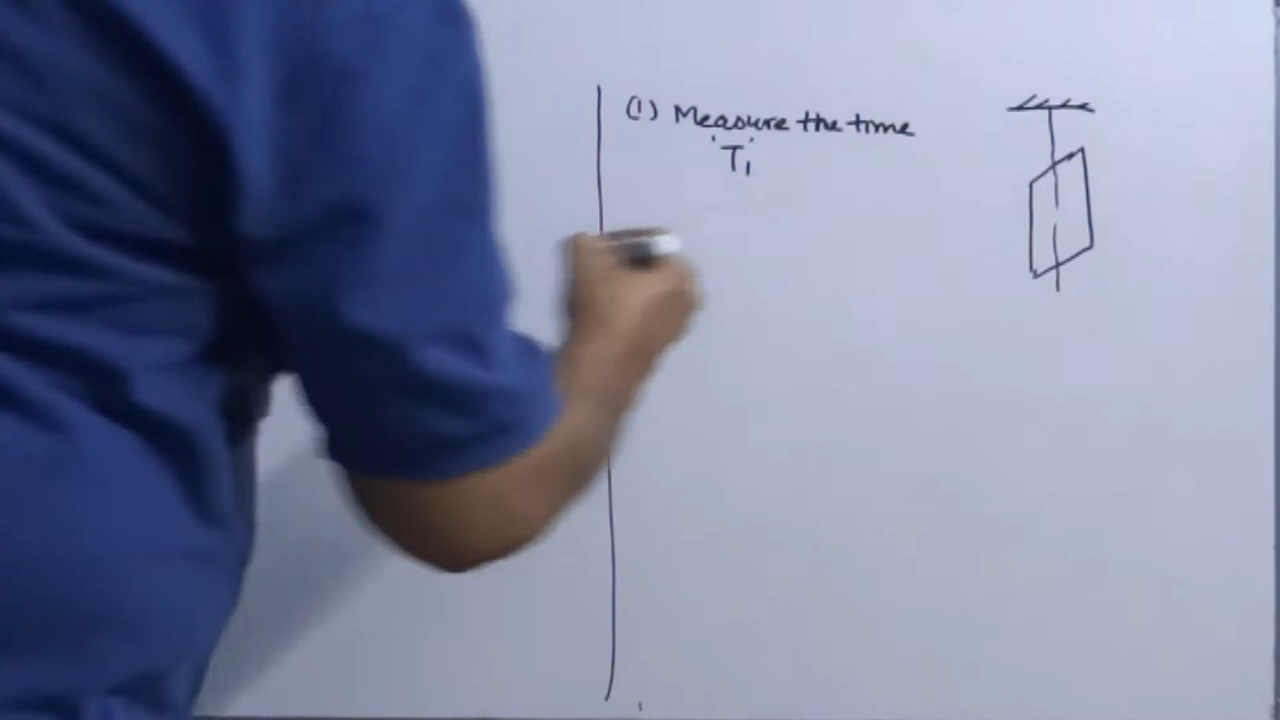 (1) Measure the time
'T₁'